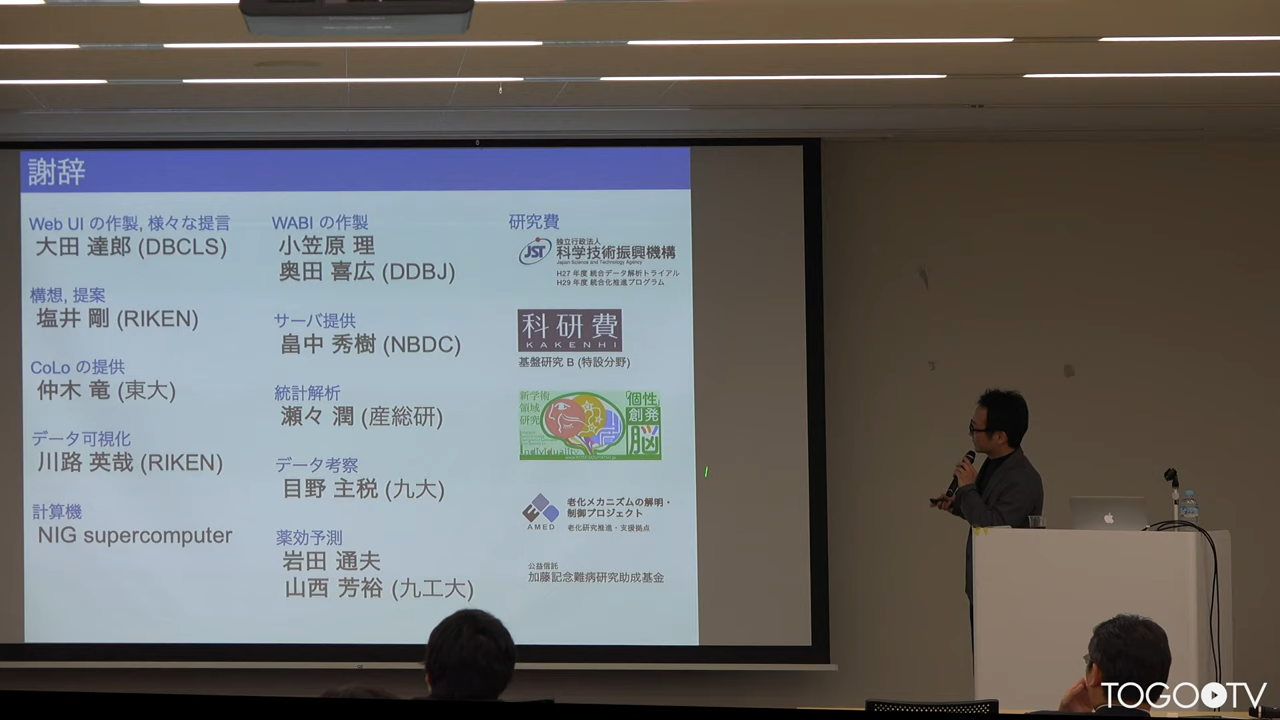 謝辞
Web UI の作製, 様々な提言
大田 達郎 (DBCLS)
構想, 提案
塩井 剛 (RIKEN)
CoLo の提供
仲木 竜 (東大)
データ可視化
川路 英哉 (RIKEN)
計算機
NIG supercomputer
WABI の作製
小笠原 理
奥田 喜広 (DDBJ)
サーバ提供
畠中 秀樹 (NBDC)
統計解析
瀬々 潤 (産総研)
データ考察
目野 主税 (九大)
薬効予測
岩田 通夫
山西 芳裕 (九工大)
研究費
JST
独立行政法人
科学技術振興機構
Japan Science and Technology Agency
H27 年度 統合データ解析トライアル
H29 年度 統合化推進プログラム
科研費
KAKENHI
基盤研究 B (特設分野)
新学術
領域
研究
個性
創発
脳
AMED
老化メカニズムの解明・
制御プロジェクト
老化研究推進・支援拠点
公益信託
加藤記念難病研究助成基金
TOGO TV